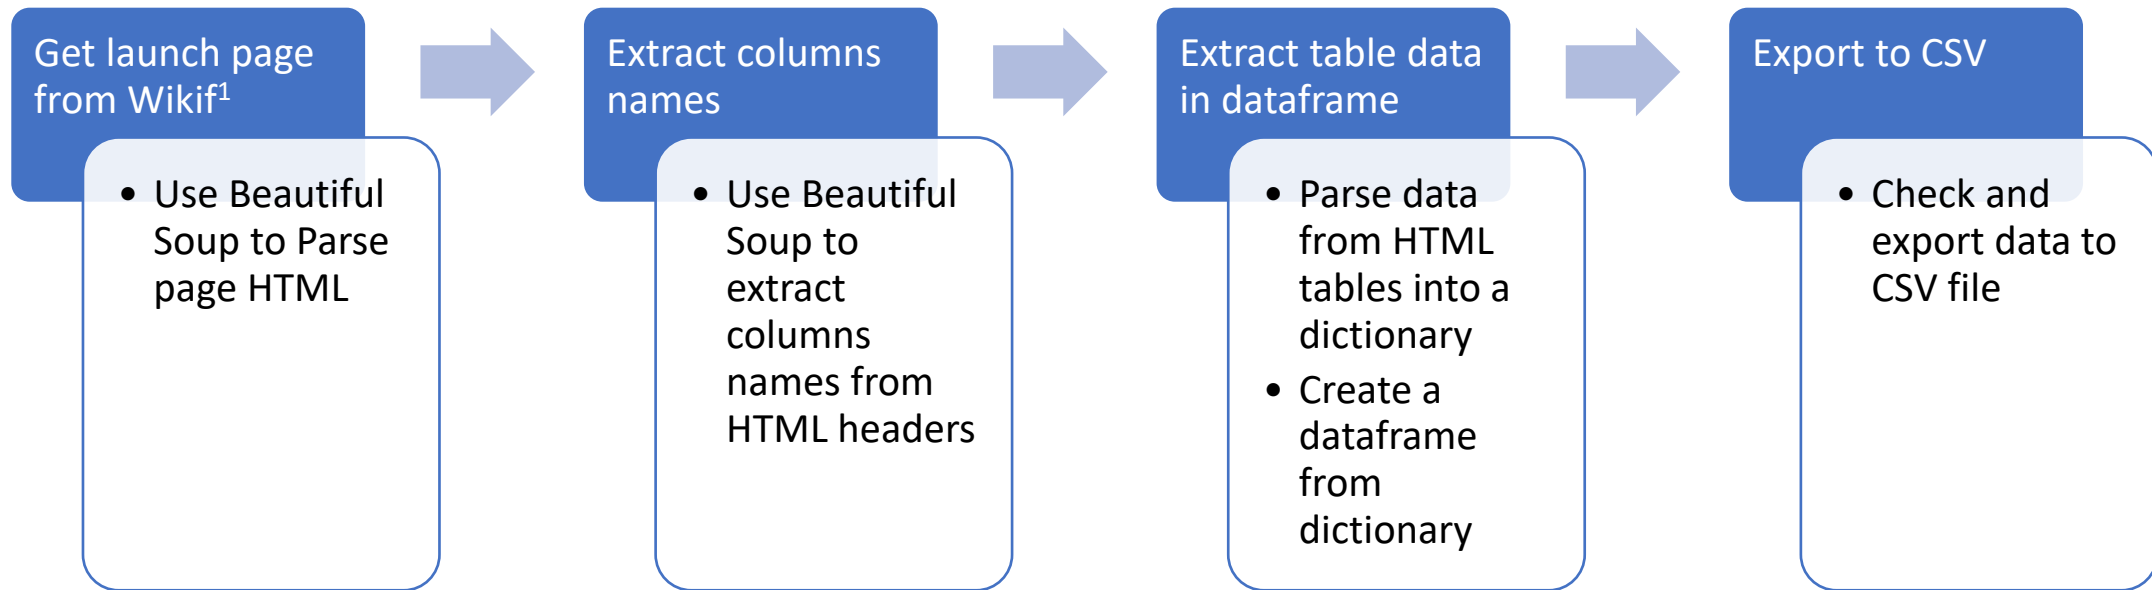 Get launch page
from Wikif¹
• Use Beautiful
Soup to Parse
page HTML
Extract columns
names
• Use Beautiful
Soup to
extract
columns
names from
HTML headers
Extract table data
in dataframe
• Parse data
from HTML
tables into a
dictionary
• Create a
dataframe
from
dictionary
Export to CSV
• Check and
export data to
CSV file